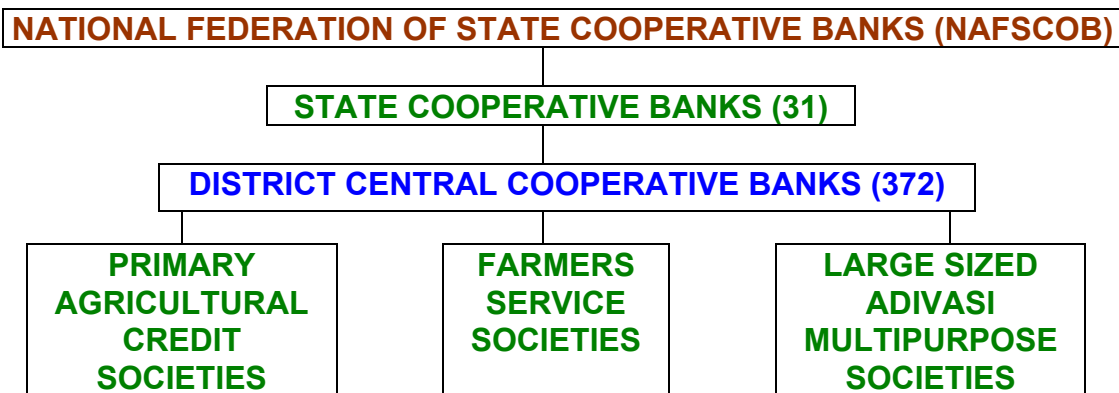 NATIONAL FEDERATION OF STATE COOPERATIVE BANKS (NAFSCOB)
STATE COOPERATIVE BANKS (31)
DISTRICT CENTRAL COOPERATIVE BANKS (372)
PRIMARY
AGRICULTURAL
CREDIT
SOCIETIES
FARMERS
SERVICE
SOCIETIES
LARGE SIZED
ADIVASI
MULTIPURPOSE
SOCIETIES